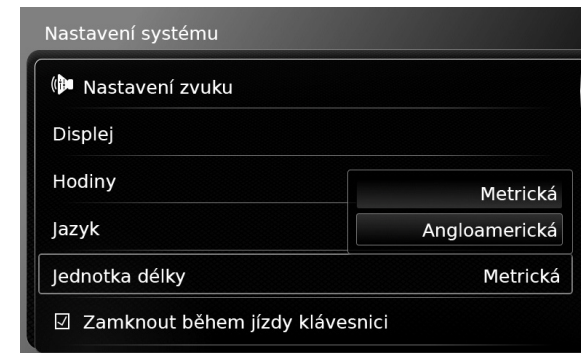 Nastavení systému
Nastavení zvuku
Displej
Hodiny
Metrická
Jazyk
Angloamerická
Jednotka délky Metrická
Zamknout během jízdy klávesnici